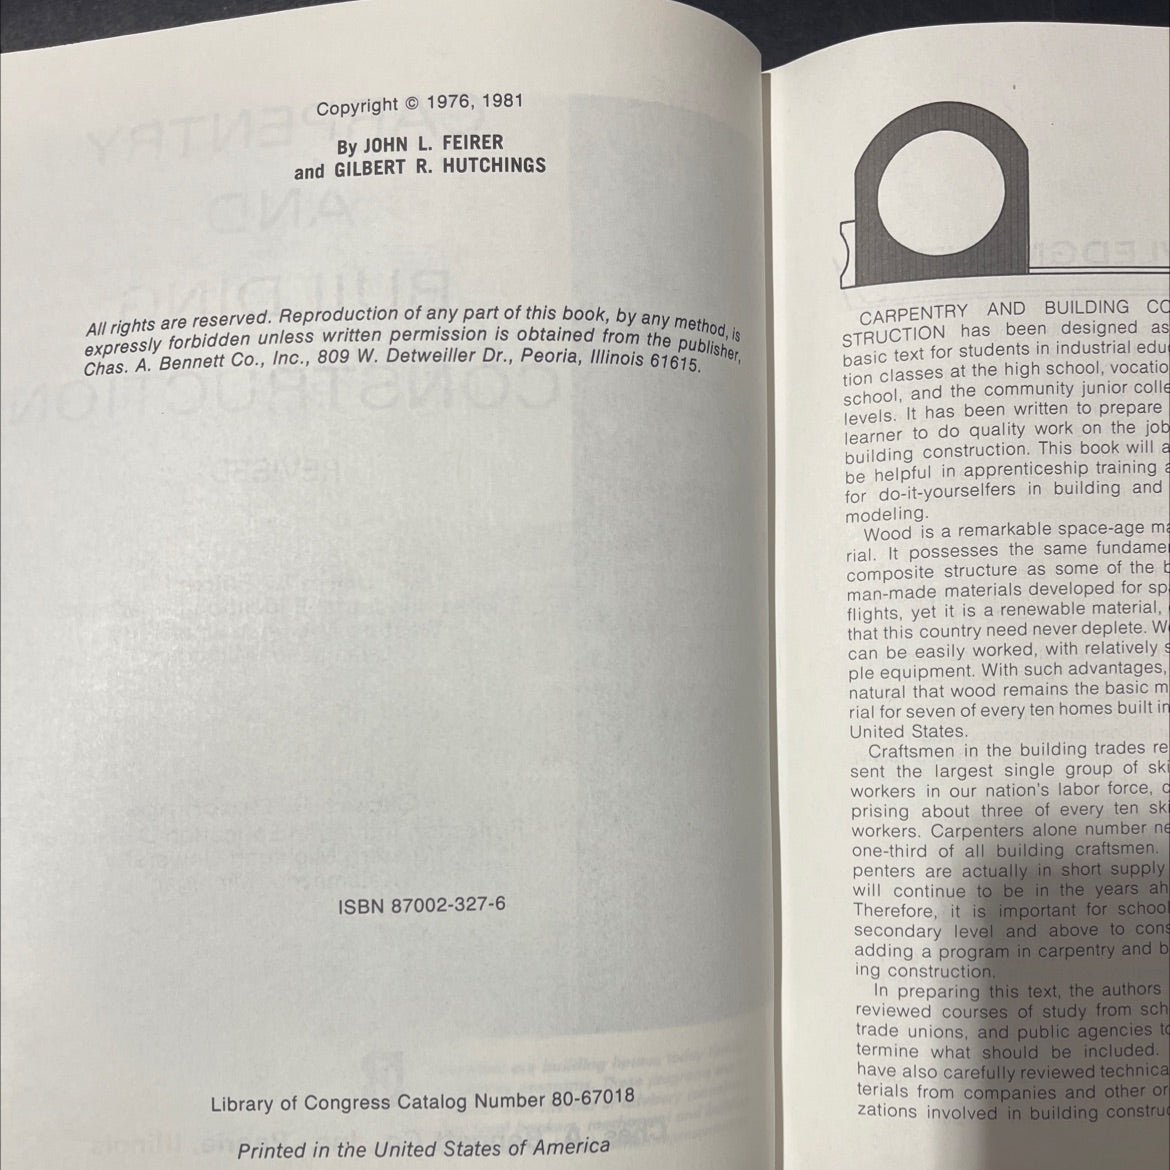 Copyright © 1976, 1981
By JOHN L. FEIRER
and GILBERT R. HUTCHINGS
All rights are reserved. Reproduction of any part of this book, by any method, is
expressly forbidden unless written permission is obtained from the publisher,
Chas. A. Bennett Co., Inc., 809 W. Detweiller Dr., Peoria, Illinois 61615.
ISBN 87002-327-6
Library of Congress Catalog Number 80-67018
Printed in the United States of America
CARPENTRY AND BUILDING CO
STRUCTION has been designed as
basic text for students in industrial edu
tion classes at the high school, vocatio
school, and the community junior colle
levels. It has been written to prepare
learner to do quality work on the job
building construction. This book will a
be helpful in apprenticeship training a
for do-it-yourselfers in building and
modeling.
Wood is a remarkable space-age ma
rial. It possesses the same fundame
composite structure as some of the b
man-made materials developed for sp
flights, yet it is a renewable material,
that this country need never deplete. Wo
can be easily worked, with relatively s
ple equipment. With such advantages,
natural that wood remains the basic m
rial for seven of every ten homes built in
United States.
Craftsmen in the building trades re
sent the largest single group of ski
workers in our nation's labor force, c
prising about three of every ten ski
workers. Carpenters alone number ne
one-third of all building craftsmen.
penters are actually in short supply
will continue to be in the years ah
Therefore, it is important for school
secondary level and above to cons
adding a program in carpentry and b
ing construction.
In preparing this text, the authors
reviewed courses of study from sch
trade unions, and public agencies to
termine what should be included.
have also carefully reviewed technica
terials from companies and other or
zations involved in building construc